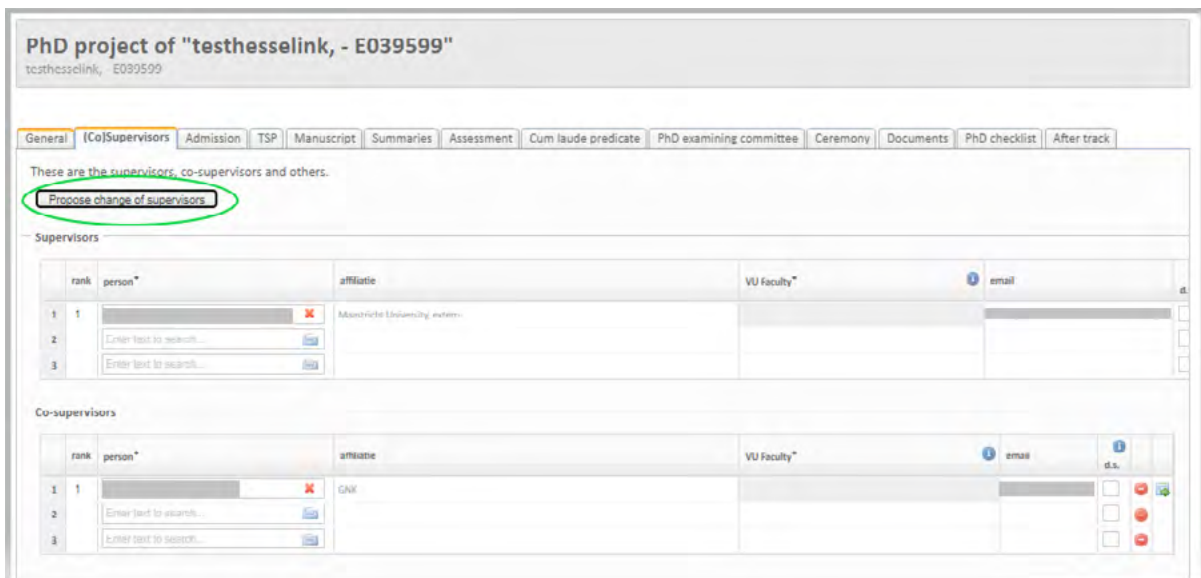 PhD project of "testhesselink, - E039599"
testhesselink, - E039599
General (Co)Supervisors Admission TSP Manuscript Summaries Assessment Cum laude predicate PhD examining committee Ceremony Documents PhD checklist After track
These are the supervisors, co-supervisors and others.
Propose change of supervisors
Supervisors
rank person* affiliatie VU Faculty* email d.
1 1 Maastricht University, extern
2 Enter text to search...
3 Enter text to search...
Co-supervisors
rank person* affiliatie VU Faculty* email d.s.
1 1 GNK
2 Enter text to search...
3 Enter text to search...